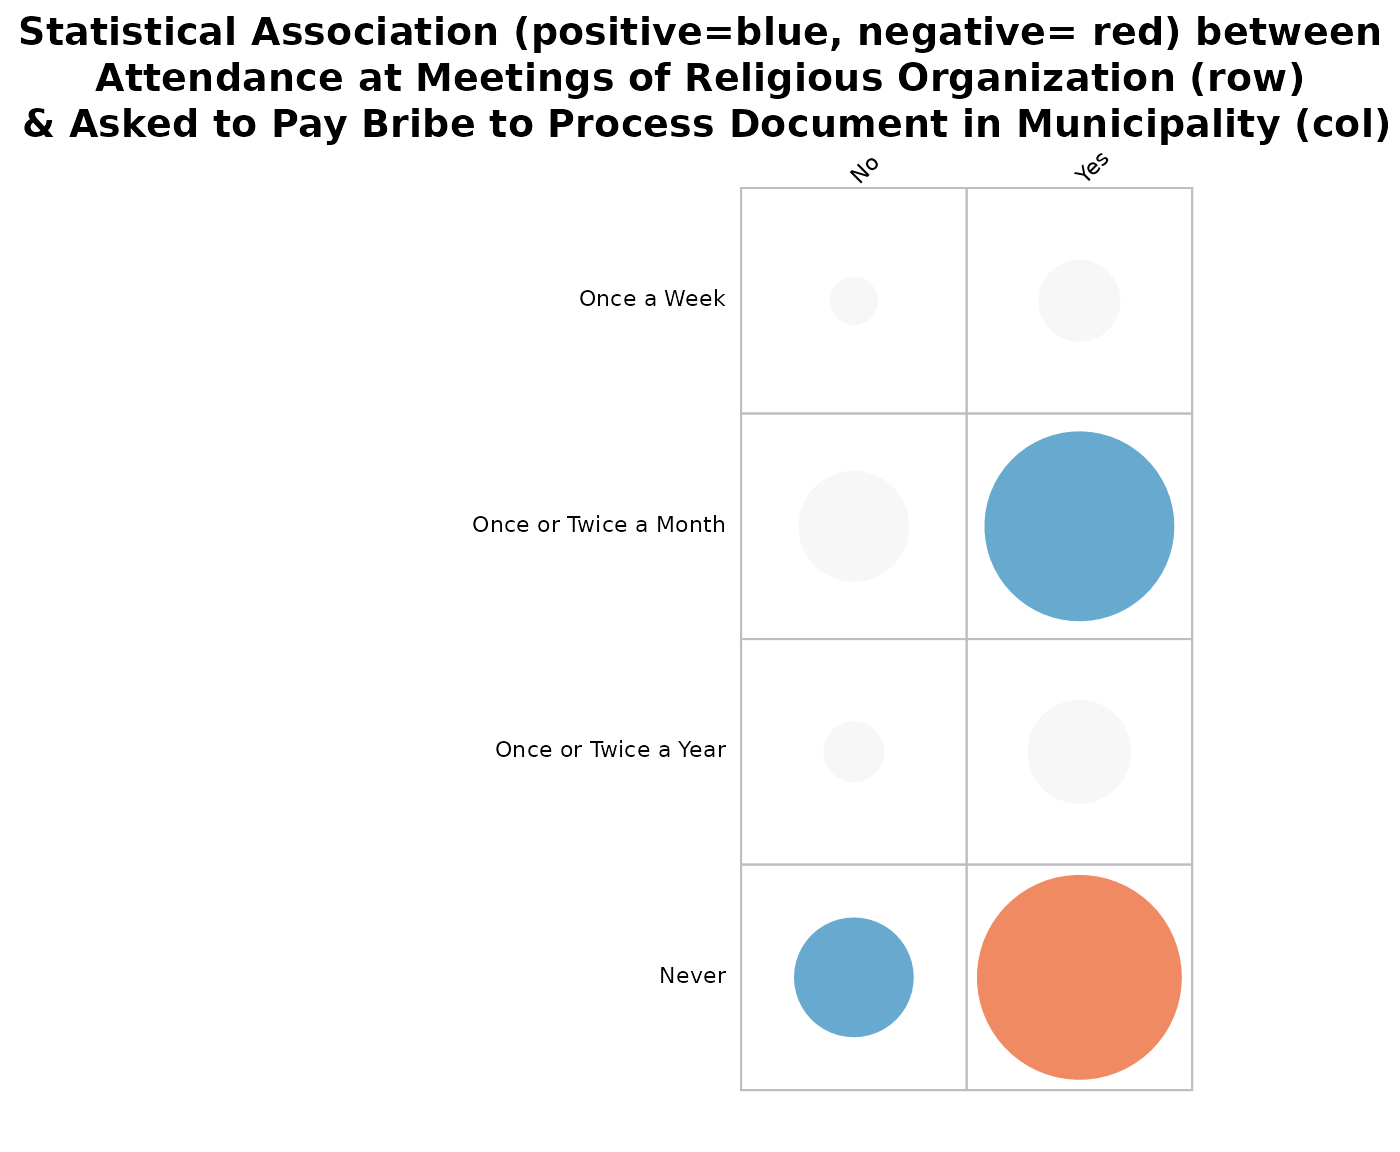 Statistical Association (positive=blue, negative= red) between
Attendance at Meetings of Religious Organization (row)
& Asked to Pay Bribe to Process Document in Municipality (col)
No Yes
Once a Week
Once or Twice a Month
Once or Twice a Year
Never